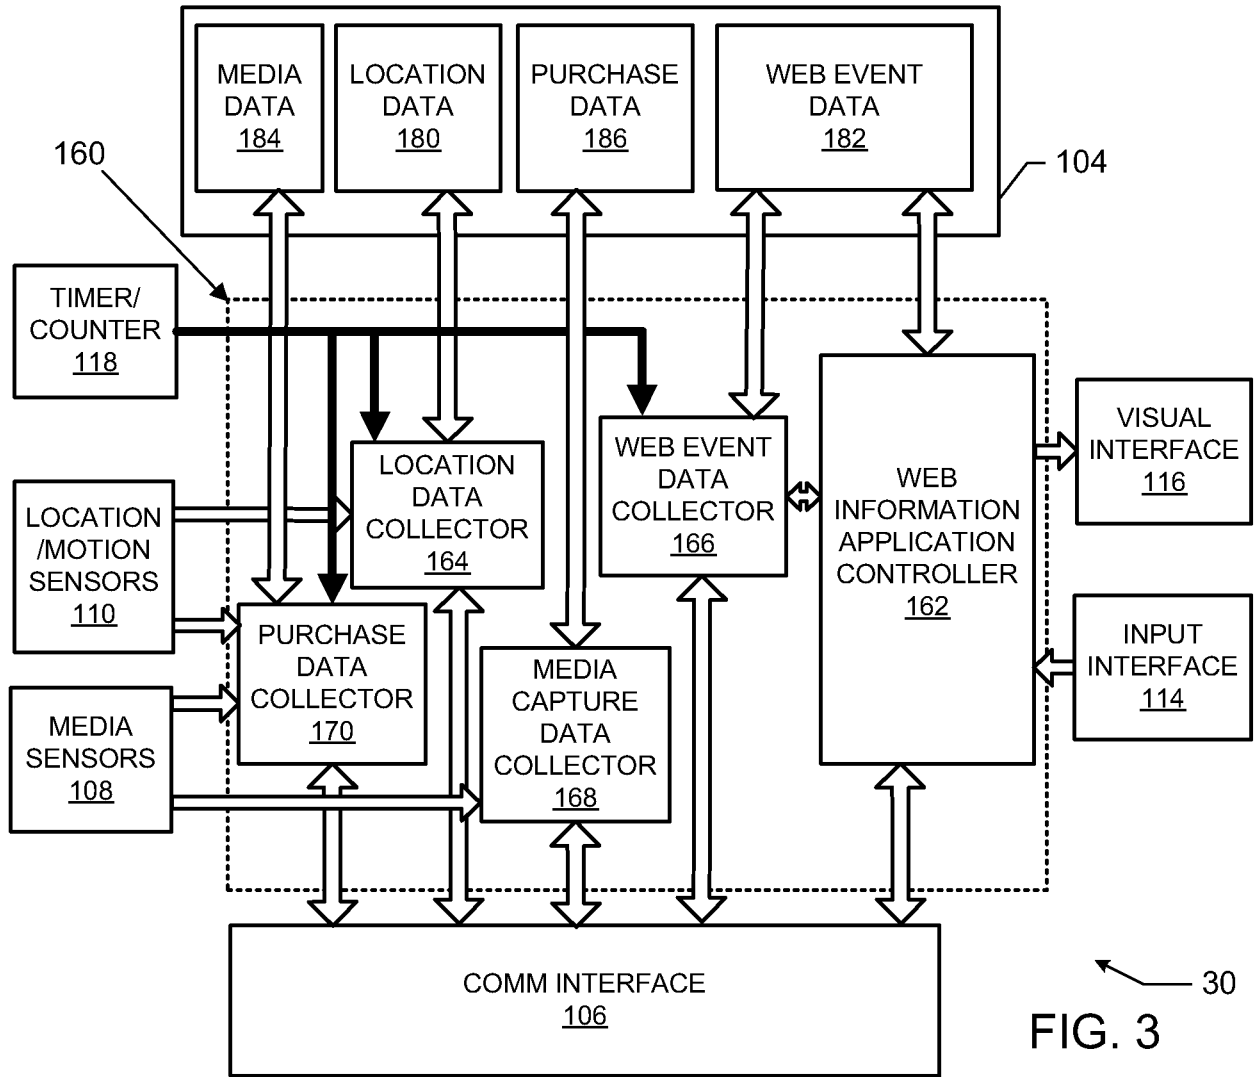 MEDIA
DATA
184
LOCATION
DATA
180
PURCHASE
DATA
186
WEB EVENT
DATA
182
160
104
TIMER/
COUNTER
118
LOCATION
/MOTION
SENSORS
110
MEDIA
SENSORS
108
LOCATION
DATA
COLLECTOR
164
PURCHASE
DATA
COLLECTOR
170
MEDIA
CAPTURE
DATA
COLLECTOR
168
WEB EVENT
DATA
COLLECTOR
166
WEB
INFORMATION
APPLICATION
CONTROLLER
162
VISUAL
INTERFACE
116
INPUT
INTERFACE
114
COMM INTERFACE
106
30
FIG. 3